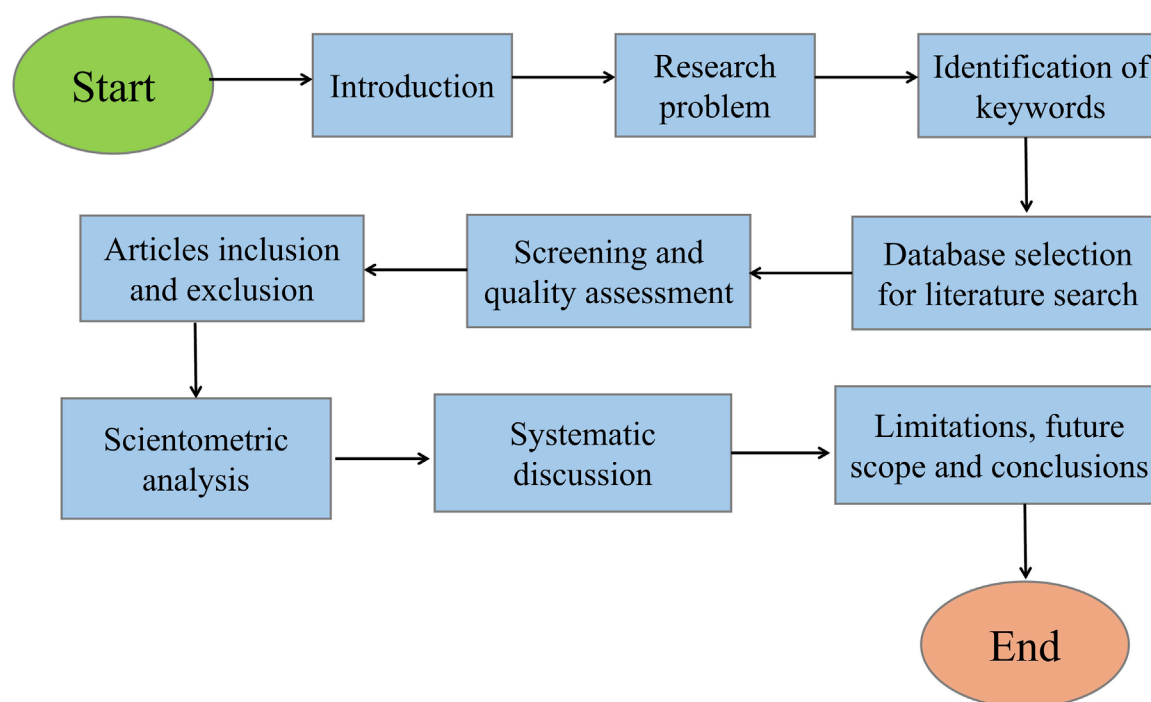 Start
Introduction
Research
problem
Identification of
keywords
Database selection
for literature search
Screening and
quality assessment
Articles inclusion
and exclusion
Scientometric
analysis
Systematic
discussion
Limitations, future
scope and conclusions
End